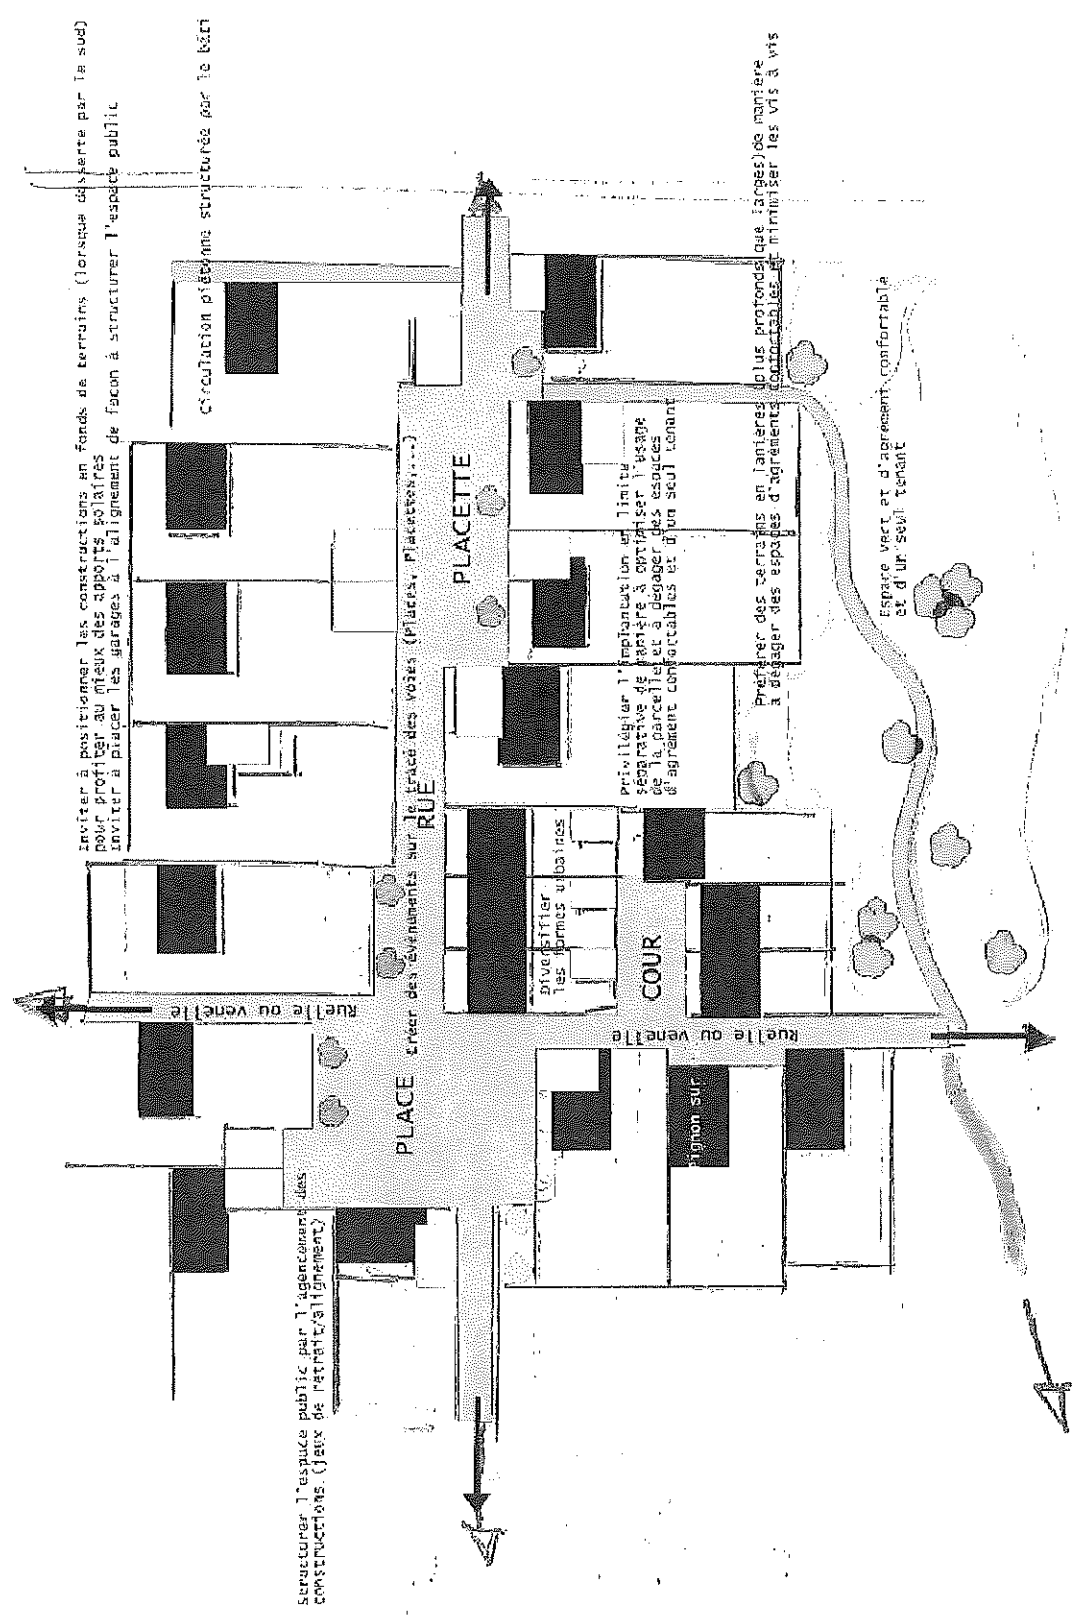 Inviter à positionner les constructions en fonds de terrains (lorsque desserte par le sud)
pour profiter au mieux des apports solaires
Inviter à placer les garages à l'alignement de façon à structurer l'espace public
Circulation piétonne structurée par le bâti
Structurer l'espace public par l'agencement des
constructions (jeux de retrait/alignement)
Créer des événements sur le tracé des voies (Places, Placettes,...)
PLACE
RUE
PLACETTE
COUR
Ruelle ou venelle
Ruelle ou venelle
Diversifier
les formes urbaines
Privilégier l'implantation en limite
séparative de manière à optimiser l'usage
de la parcelle et à dégager des espaces
d'agrément confortables et d'un seul tenant
Préférer des terrains en lanières (plus profonds que larges) de manière
à dégager des espaces d'agréments confortables et minimiser les vis à vis
Espace vert et d'agrément confortable
et d'un seul tenant
pignon sur